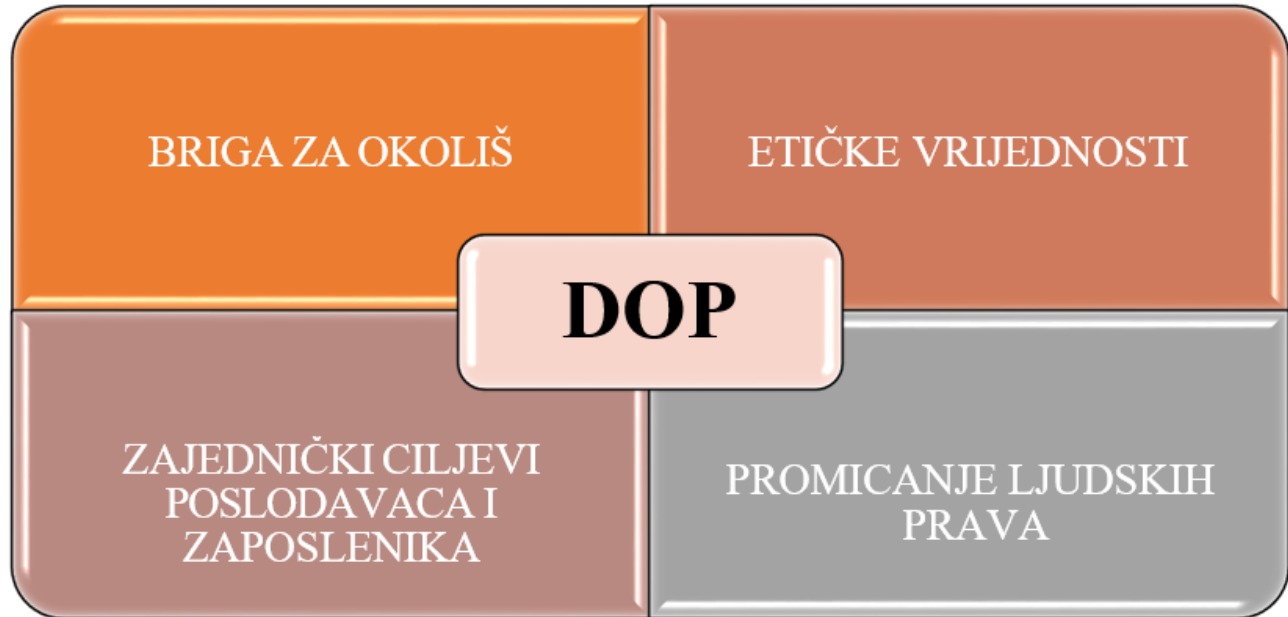 BRIGA ZA OKOLIŠ
ETIČKE VRIJEDNOSTI
DOP
ZAJEDNIČKI CILJEVI
POSLODAVACA I
ZAPOSLENIKA
PROMICANJE LJUDSKIH
PRAVA